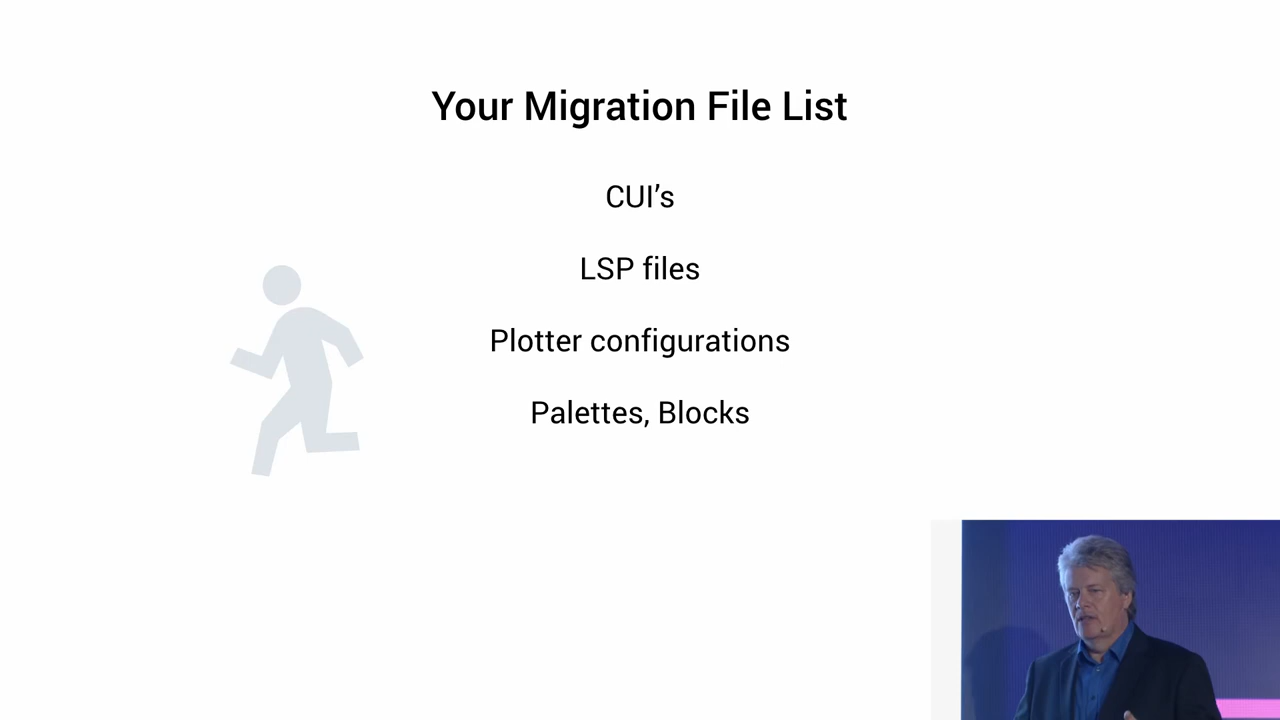 Your Migration File List
CUI’s
LSP files
Plotter configurations
Palettes, Blocks